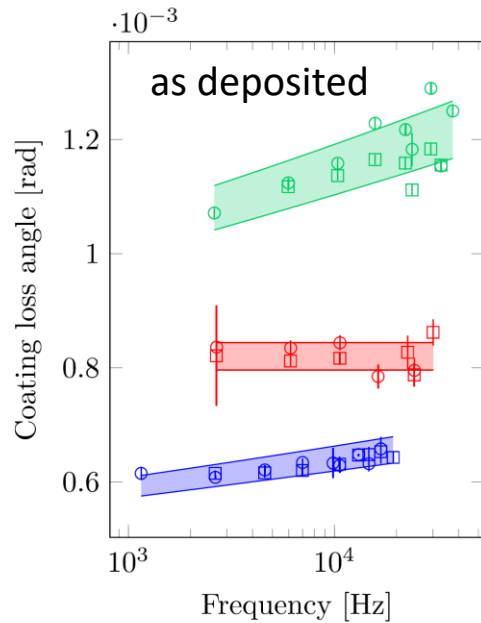 ·10⁻³
as deposited
1.2
1
0.8
0.6
Coating loss angle [rad]
10³
10⁴
Frequency [Hz]